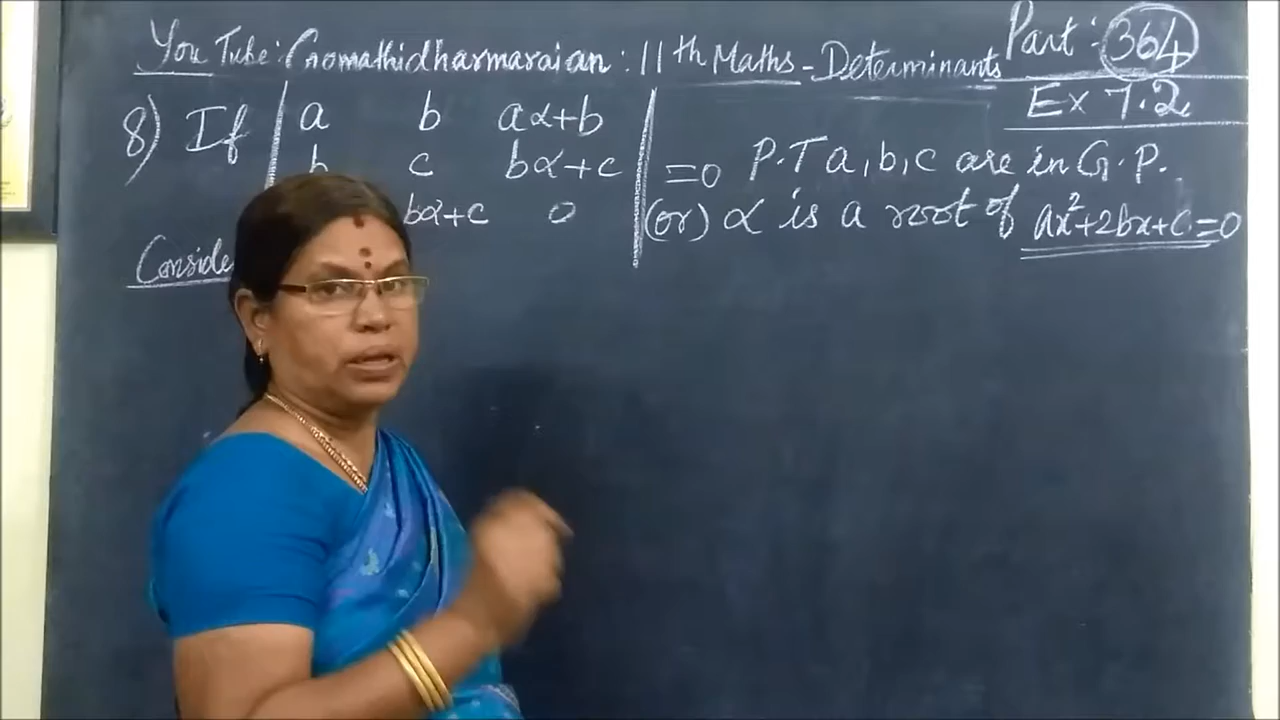 You Tube: Gnomathidharmaraian: 11th Maths - Determinants Part: 364
Ex 7.2
8) If | a b aα+b |
b c bα+c | =0 P.T a, b, c are in G.P.
bα+c 0 | (or) α is a root of ax²+2bx+c=0
Conside